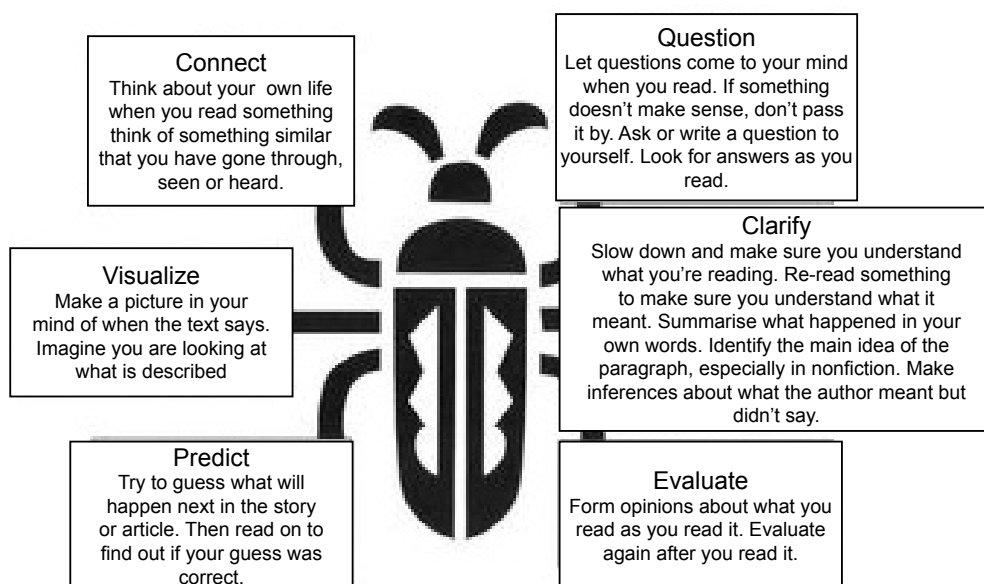 Connect
Think about your own life
when you read something
think of something similar
that you have gone through,
seen or heard.
Visualize
Make a picture in your
mind of when the text says.
Imagine you are looking at
what is described
Predict
Try to guess what will
happen next in the story
or article. Then read on to
find out if your guess was
correct.
Question
Let questions come to your mind
when you read. If something
doesn’t make sense, don’t pass
it by. Ask or write a question to
yourself. Look for answers as you
read.
Clarify
Slow down and make sure you understand
what you’re reading. Re-read something
to make sure you understand what it
meant. Summarise what happened in your
own words. Identify the main idea of the
paragraph, especially in nonfiction. Make
inferences about what the author meant but
didn’t say.
Evaluate
Form opinions about what you
read as you read it. Evaluate
again after you read it.